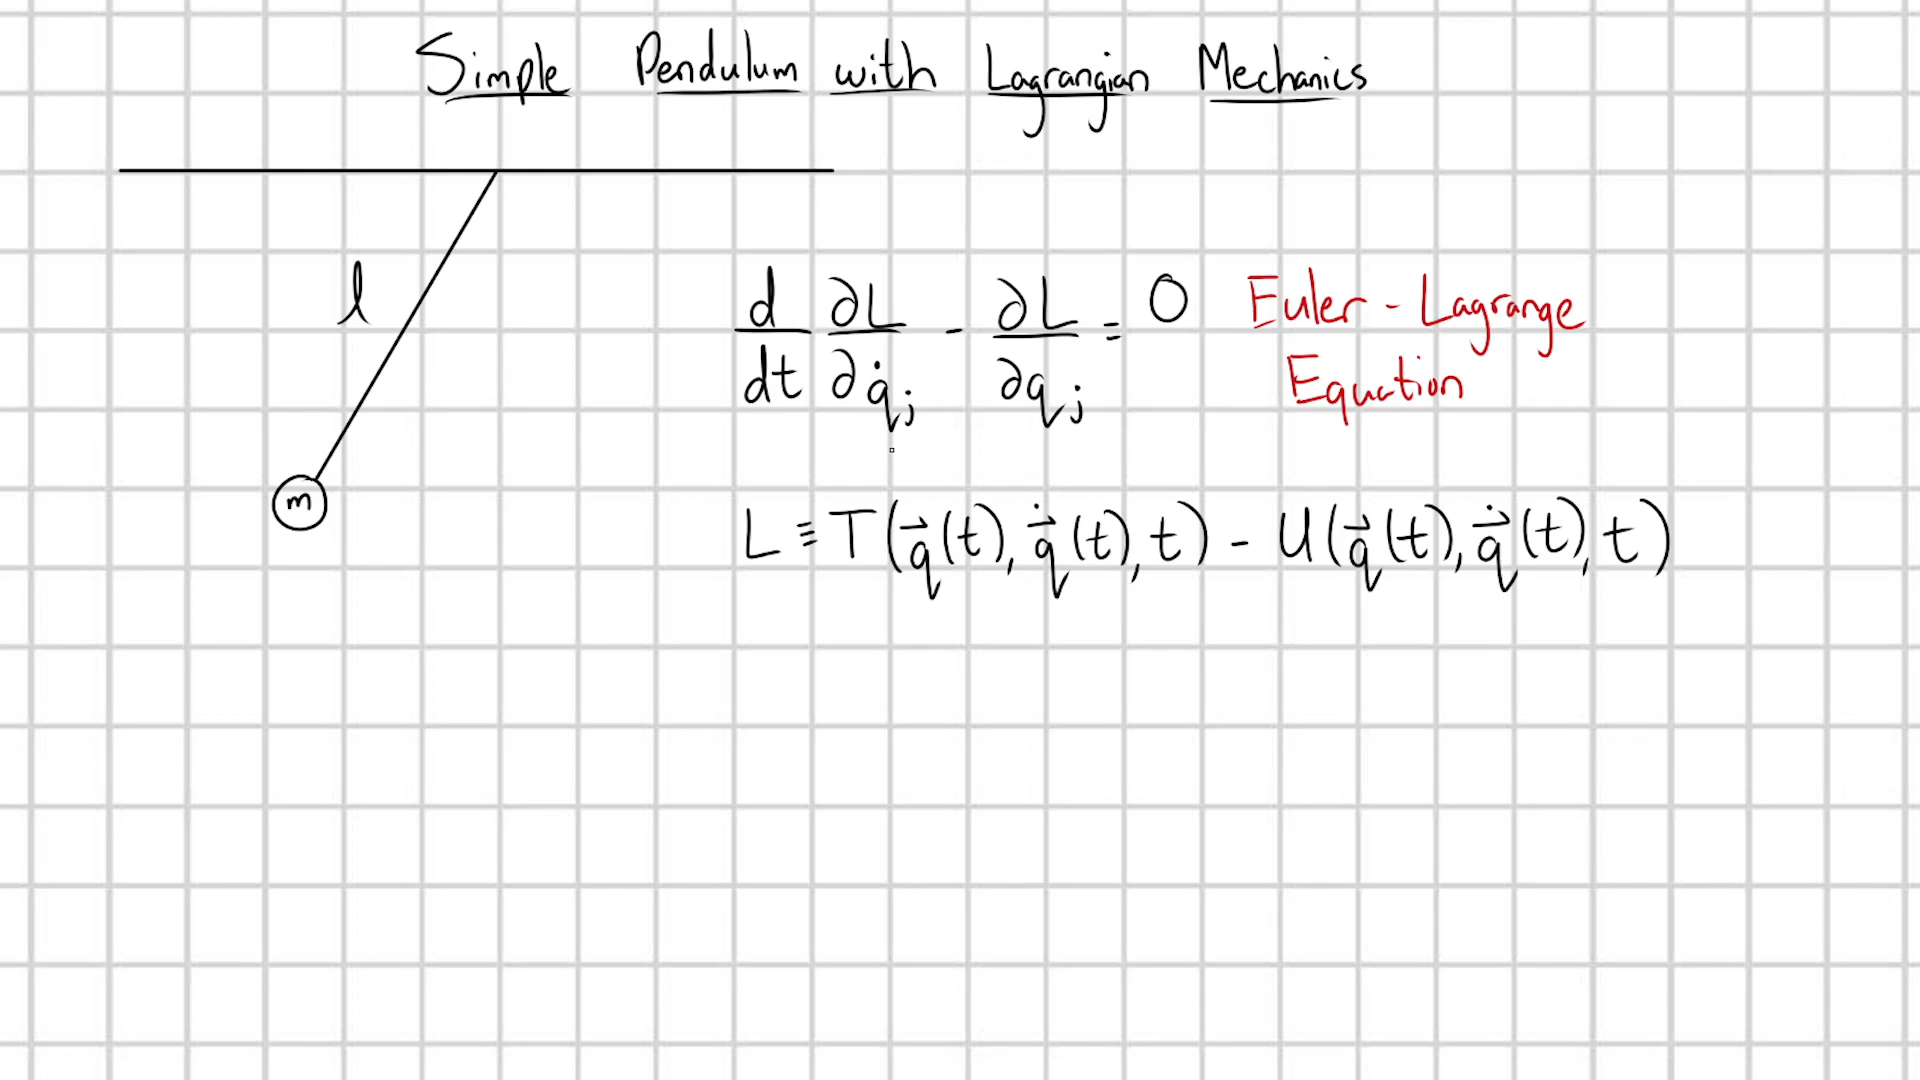 Simple Pendulum with Lagrangian Mechanics
l
m
d/dt ∂L/∂q̇ⱼ - ∂L/∂qⱼ = 0
Euler - Lagrange
Equation
L ≡ T(q⃗(t), q⃗̇(t), t) - U(q⃗(t), q⃗̇(t), t)